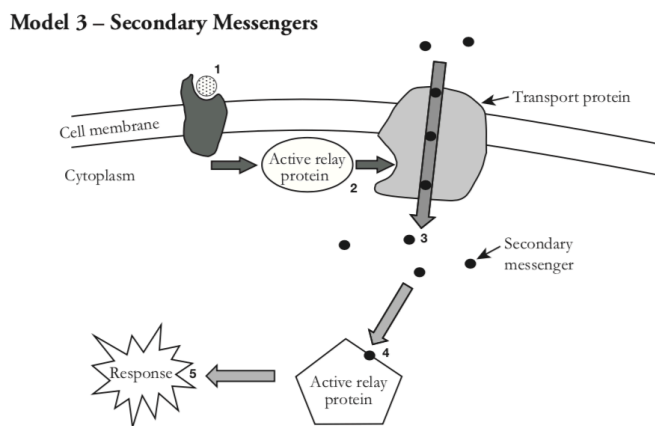 Model 3 – Secondary Messengers
1
Transport protein
Cell membrane
Active relay
protein
2
Cytoplasm
3
Secondary
messenger
4
Response
5
Active relay
protein